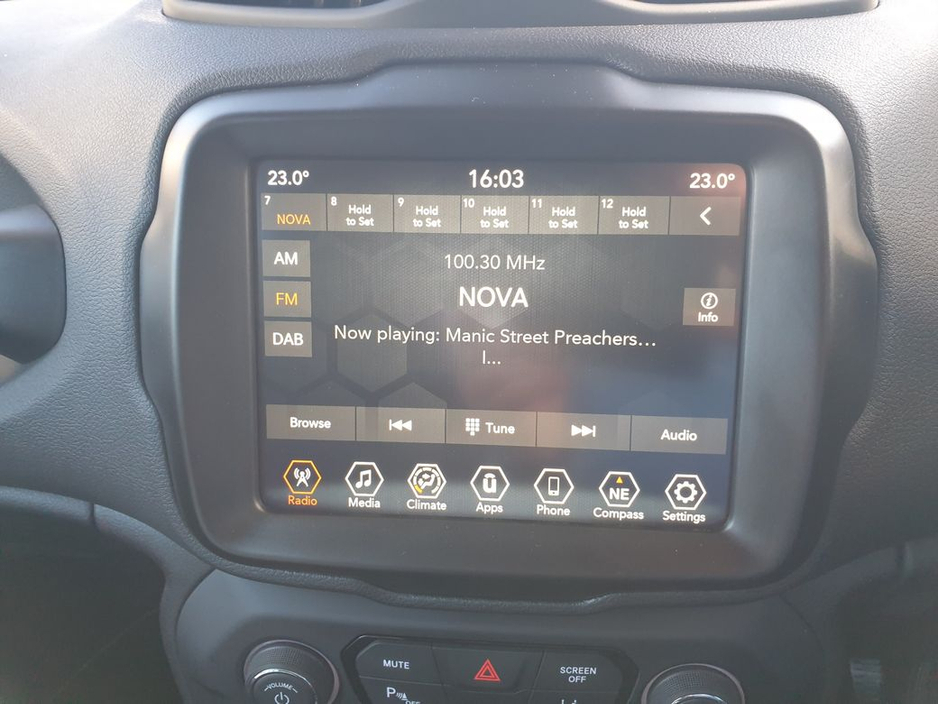 23.0° 16:03 23.0°
7 NOVA
8 Hold to Set
9 Hold to Set
10 Hold to Set
11 Hold to Set
12 Hold to Set
AM
100.30 MHz
FM
NOVA
Info
DAB
Now playing: Manic Street Preachers...
I...
Browse
Tune
Audio
Radio
Media
Climate
Apps
Phone
NE
Compass
Settings
MUTE
SCREEN
OFF
VOLUME
P
OFF